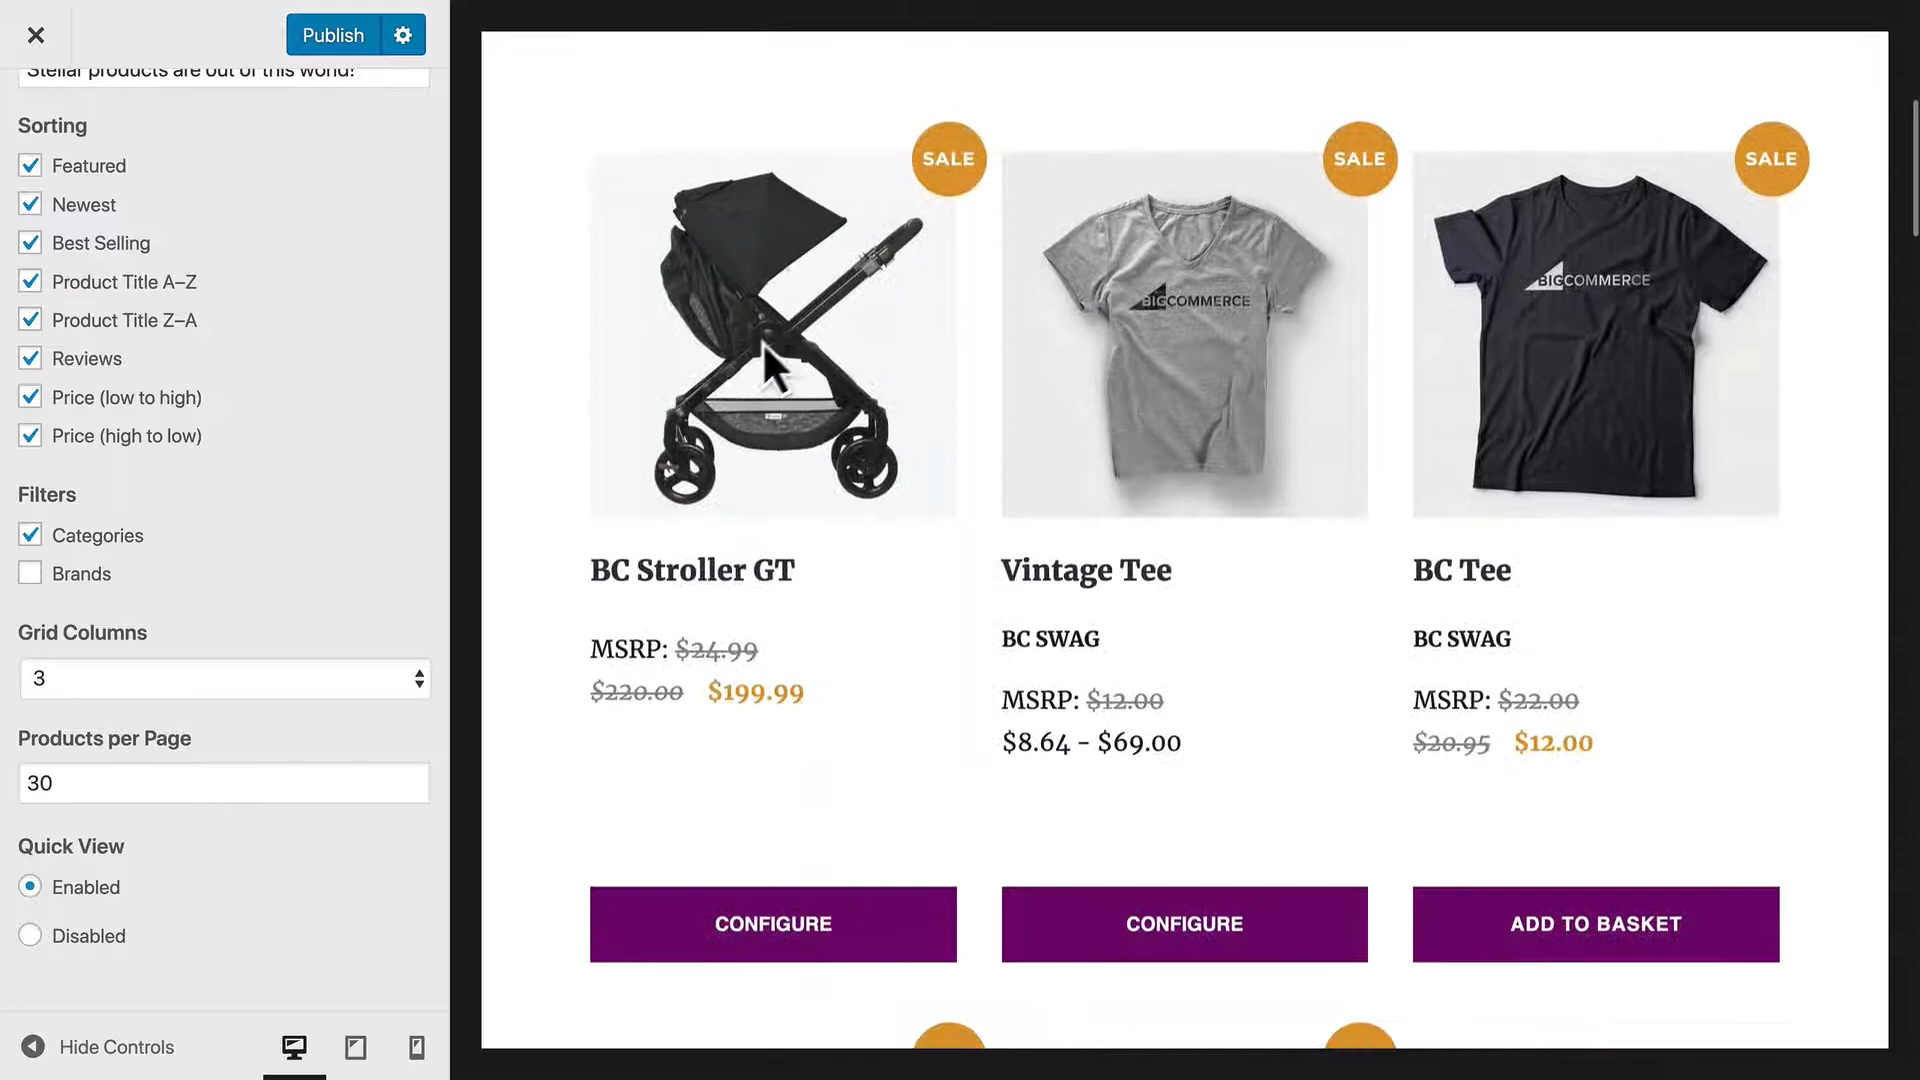 Publish
Stellar products are out of this world!
Sorting
Featured
Newest
Best Selling
Product Title A–Z
Product Title Z–A
Reviews
Price (low to high)
Price (high to low)
Filters
Categories
Brands
Grid Columns
3
Products per Page
30
Quick View
Enabled
Disabled
Hide Controls
SALE
SALE
SALE
BIGCOMMERCE
BIGCOMMERCE
BC Stroller GT
MSRP: $24.99
$220.00 $199.99
CONFIGURE
Vintage Tee
BC SWAG
MSRP: $12.00
$8.64 - $69.00
CONFIGURE
BC Tee
BC SWAG
MSRP: $22.00
$20.95 $12.00
ADD TO BASKET